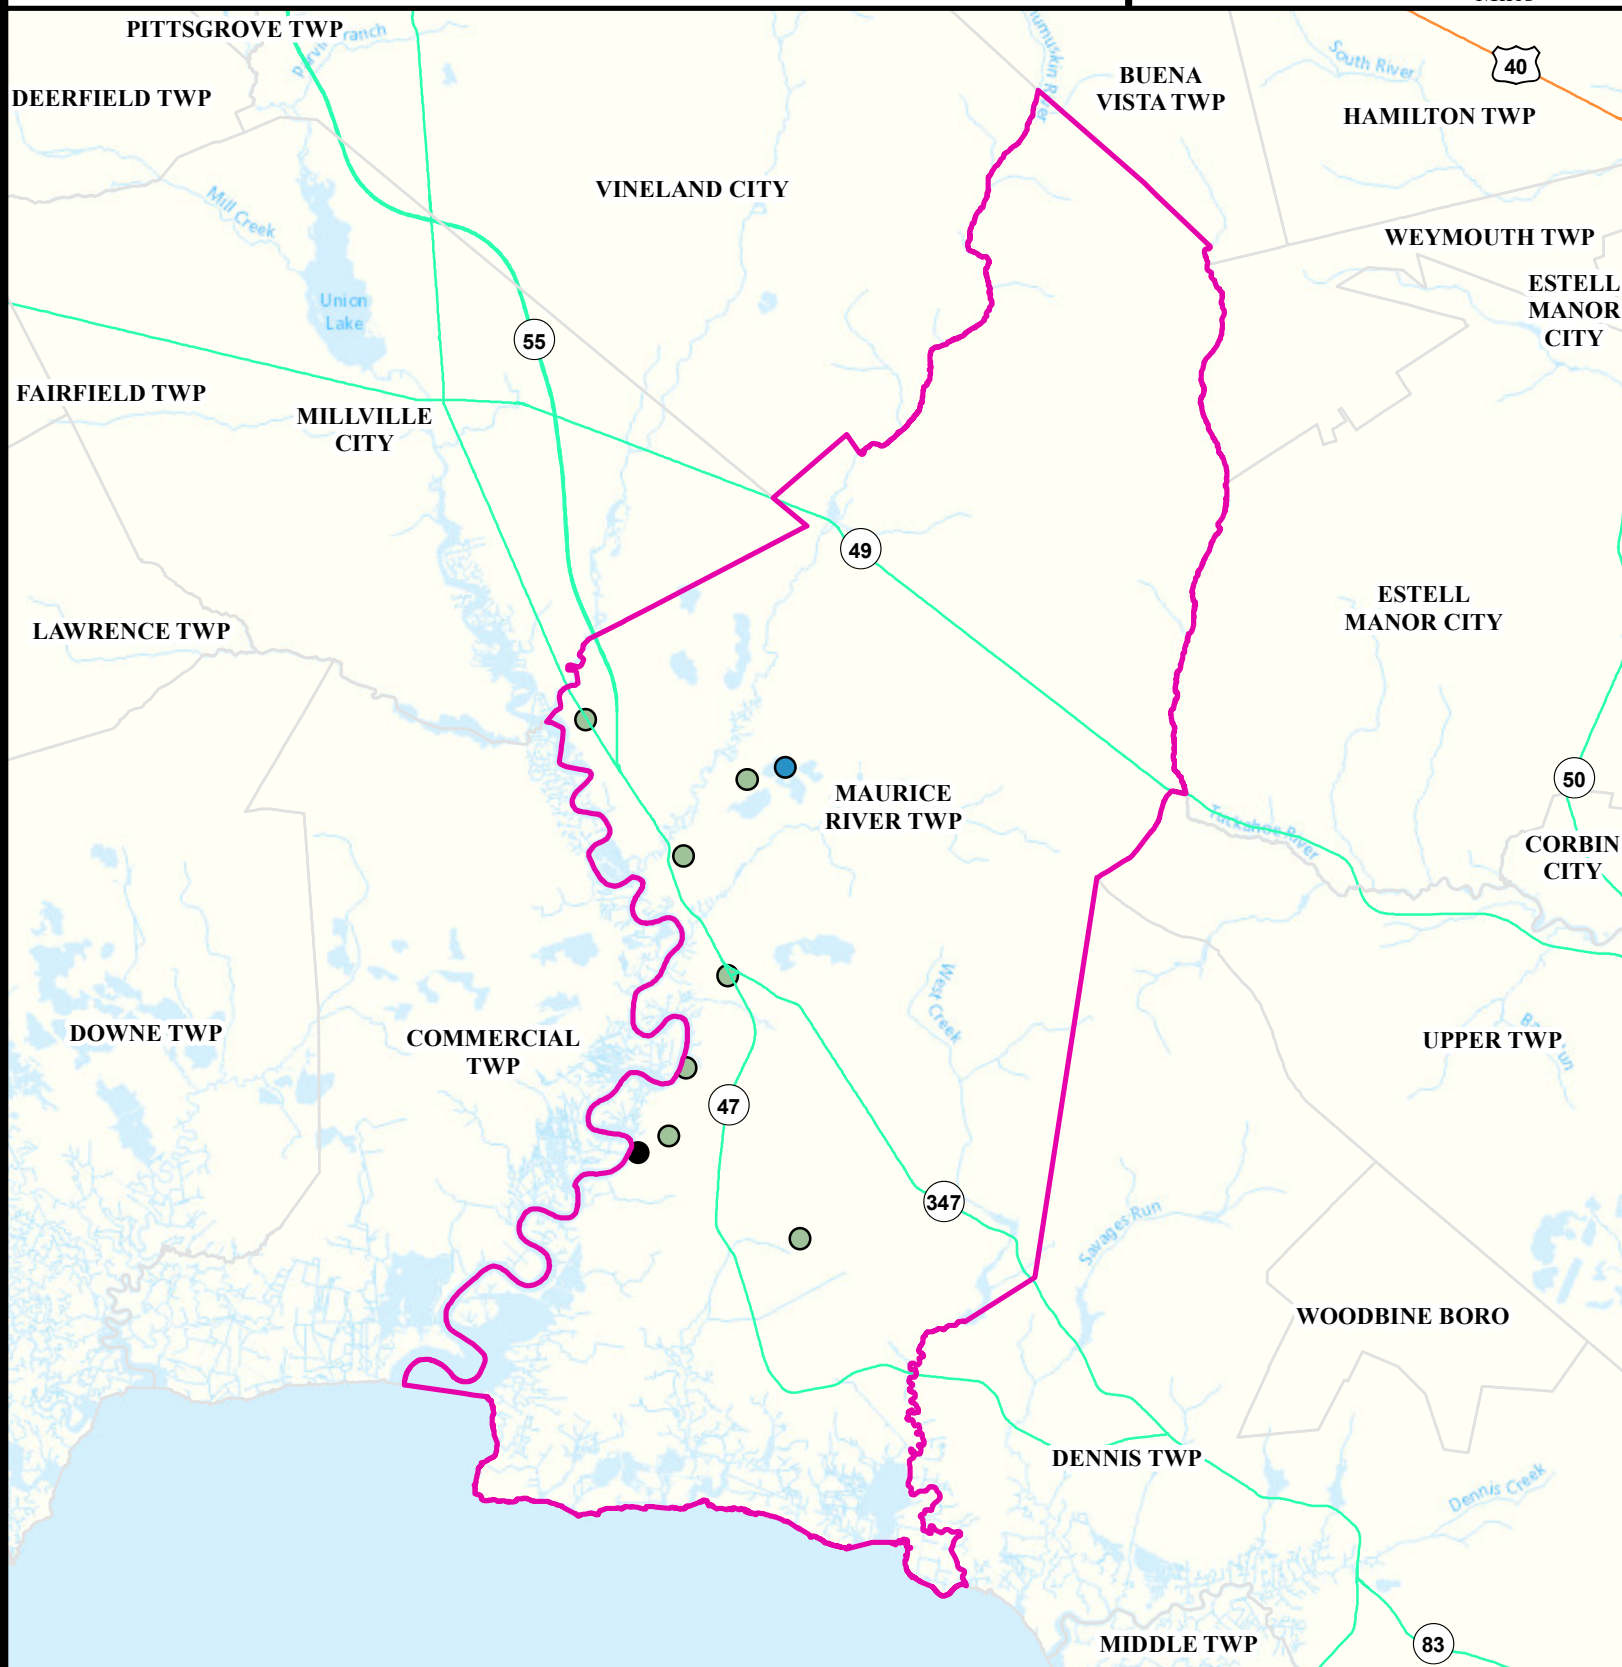 PITTSGROVE TWP
DEERFIELD TWP
BUENA
VISTA TWP
South River
40
HAMILTON TWP
VINELAND CITY
Mill Creek
WEYMOUTH TWP
ESTELL
MANOR
CITY
Union
Lake
55
FAIRFIELD TWP
MILLVILLE
CITY
49
ESTELL
MANOR CITY
LAWRENCE TWP
50
MAURICE
RIVER TWP
Tuckahoe River
CORBIN
CITY
West Creek
DOWNE TWP
COMMERCIAL
TWP
UPPER TWP
47
347
Savages Run
WOODBINE BORO
DENNIS TWP
Dennis Creek
MIDDLE TWP
83